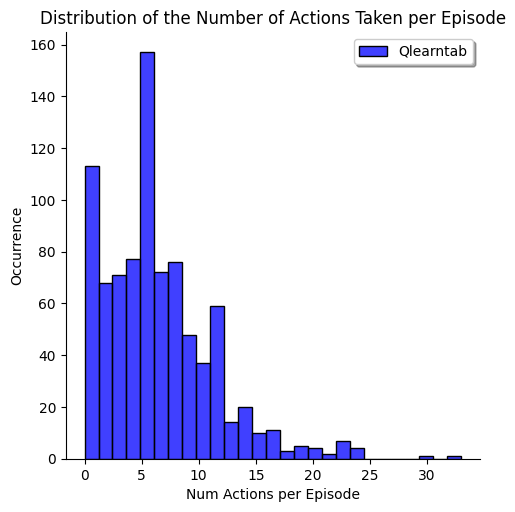 Distribution of the Number of Actions Taken per Episode
Qlearntab
160
140
120
100
80
60
40
20
0
Occurrence
0 5 10 15 20 25 30
Num Actions per Episode